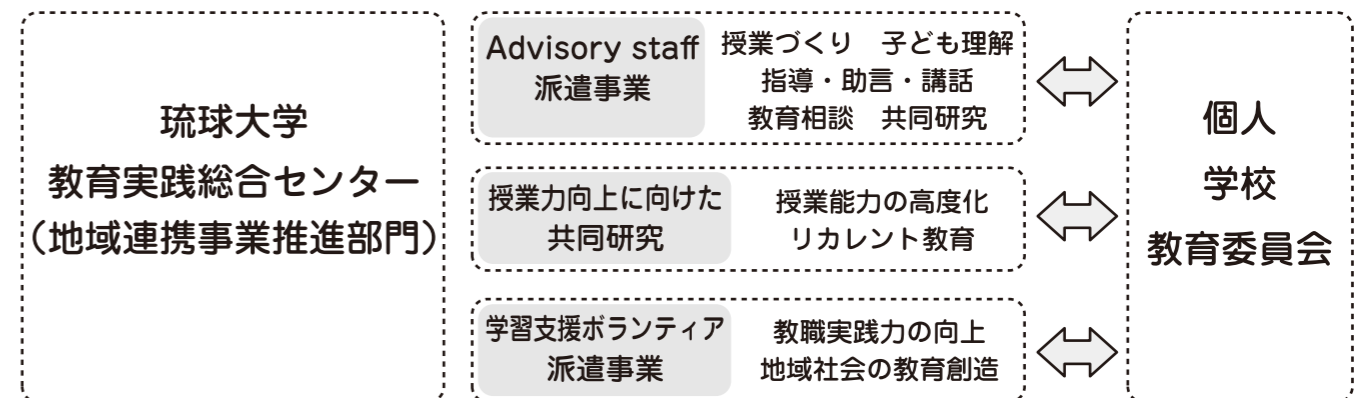 琉球大学
教育実践総合センター
（地域連携事業推進部門）
Advisory staff
派遣事業
授業づくり　子ども理解
指導・助言・講話
教育相談　共同研究
授業力向上に向けた
共同研究
授業能力の高度化
リカレント教育
学習支援ボランティア
派遣事業
教職実践力の向上
地域社会の教育創造
個人
学校
教育委員会